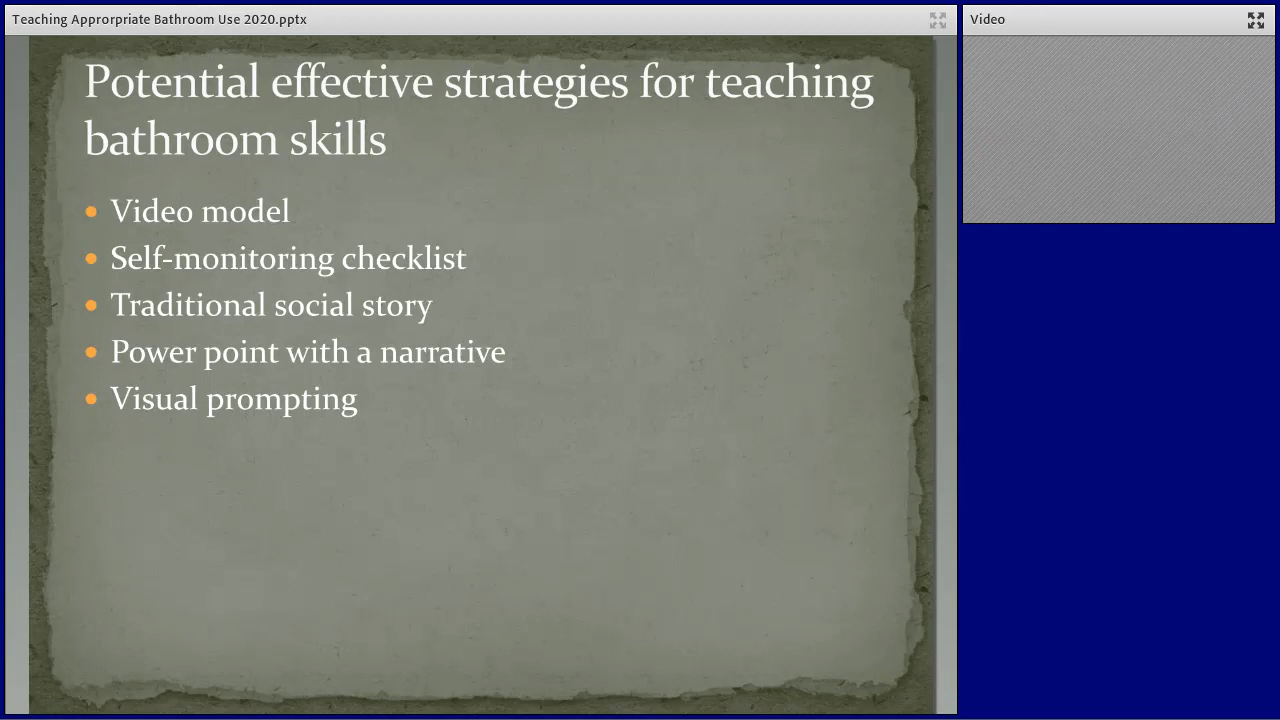 Teaching Approrpriate Bathroom Use 2020.pptx
Video
Potential effective strategies for teaching
bathroom skills
• Video model
• Self-monitoring checklist
• Traditional social story
• Power point with a narrative
• Visual prompting